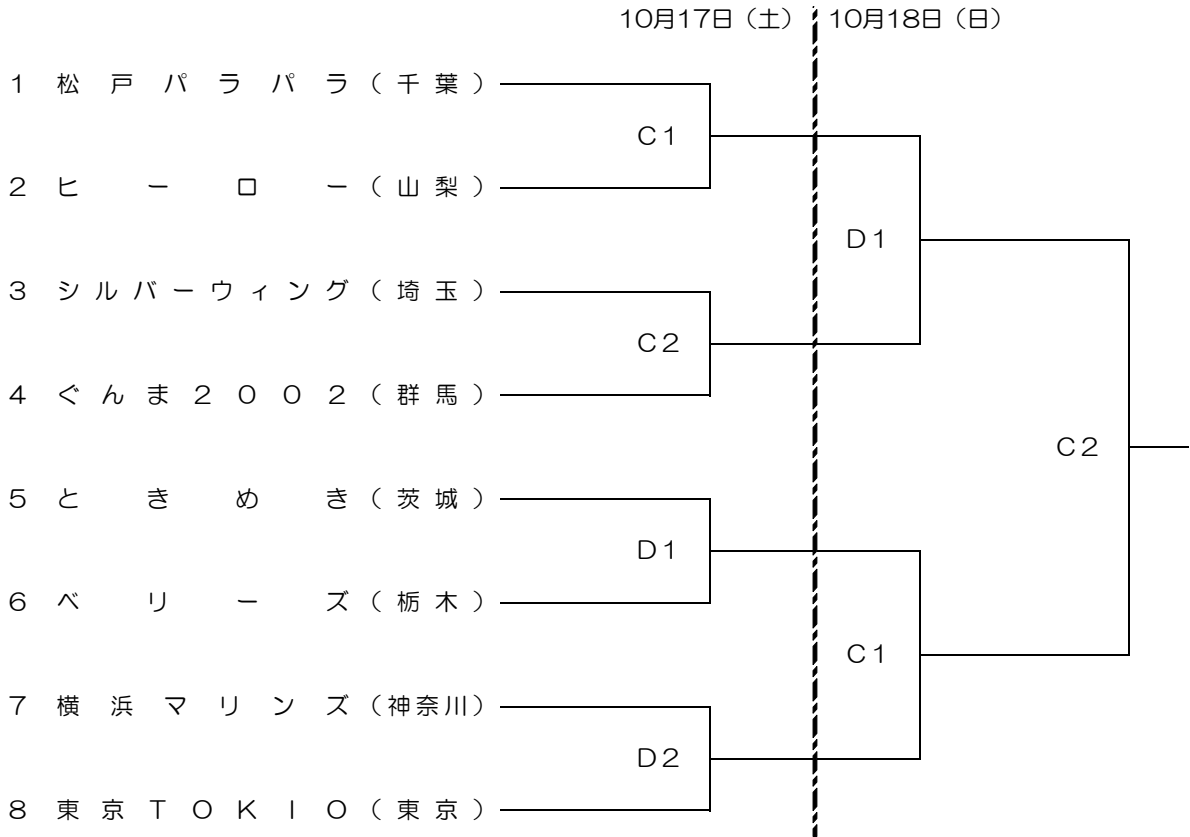 10月17日（土） 10月18日（日）
1 松戸パラパラ（千葉）
C1
2 ヒーロー（山梨）
D1
3 シルバーウィング（埼玉）
C2
4 ぐんま2002（群馬）
C2
5 ときめき（茨城）
D1
6 ベリーズ（栃木）
C1
7 横浜マリンズ（神奈川）
D2
8 東京TOKIO（東京）